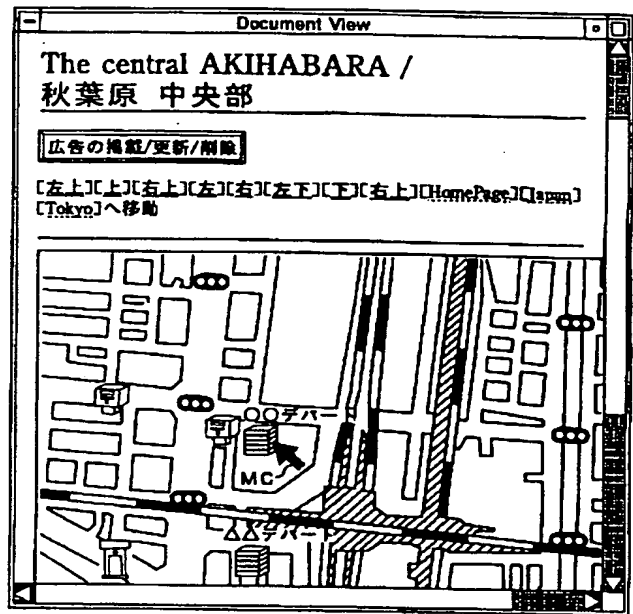 Document View
The central AKIHABARA /
秋葉原 中央部
広告の掲載/更新/削除
[左上][上][右上][左][右][左下][下][右上][HomePage][Japan]
[Tokyo]へ移動
○○デパー
MC
△△デパート